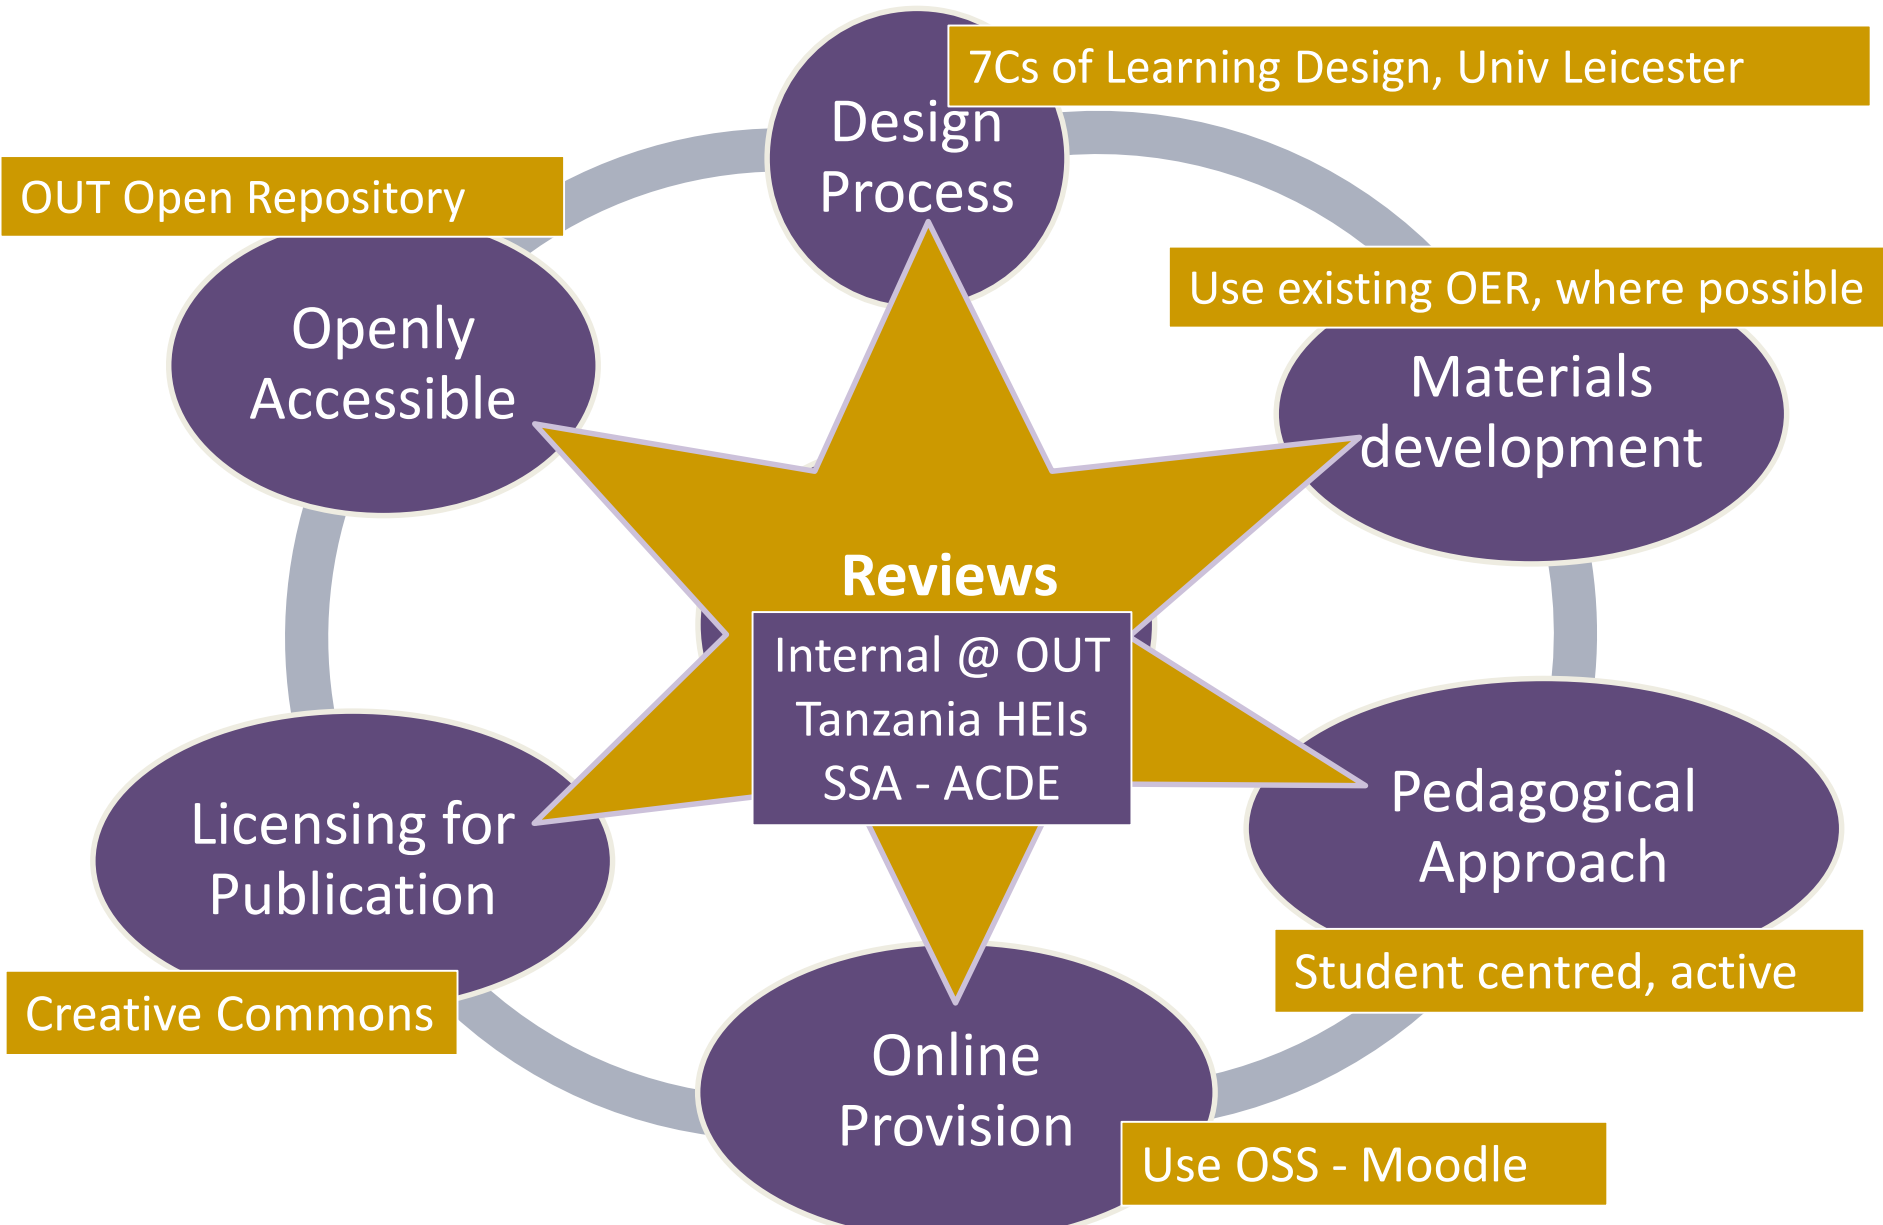 7Cs of Learning Design, Univ Leicester
Design
Process
OUT Open Repository
Openly
Accessible
Use existing OER, where possible
Materials
development
Reviews
Internal @ OUT
Tanzania HEIs
SSA - ACDE
Pedagogical
Approach
Student centred, active
Licensing for
Publication
Creative Commons
Online
Provision
Use OSS - Moodle